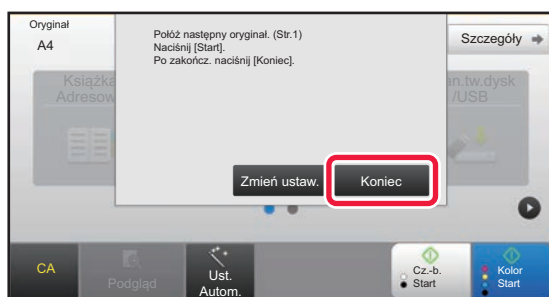 Oryginał
A4
Położ następny oryginał. (Str.1)
Naciśnij [Start].
Po zakończ. naciśnij [Koniec].
Szczegóły
Książka
Adresow
an.tw.dysk
/USB
Zmień ustaw.
Koniec
CA
Podgląd
Ust.
Autom.
Cz.-b.
Start
Kolor
Start